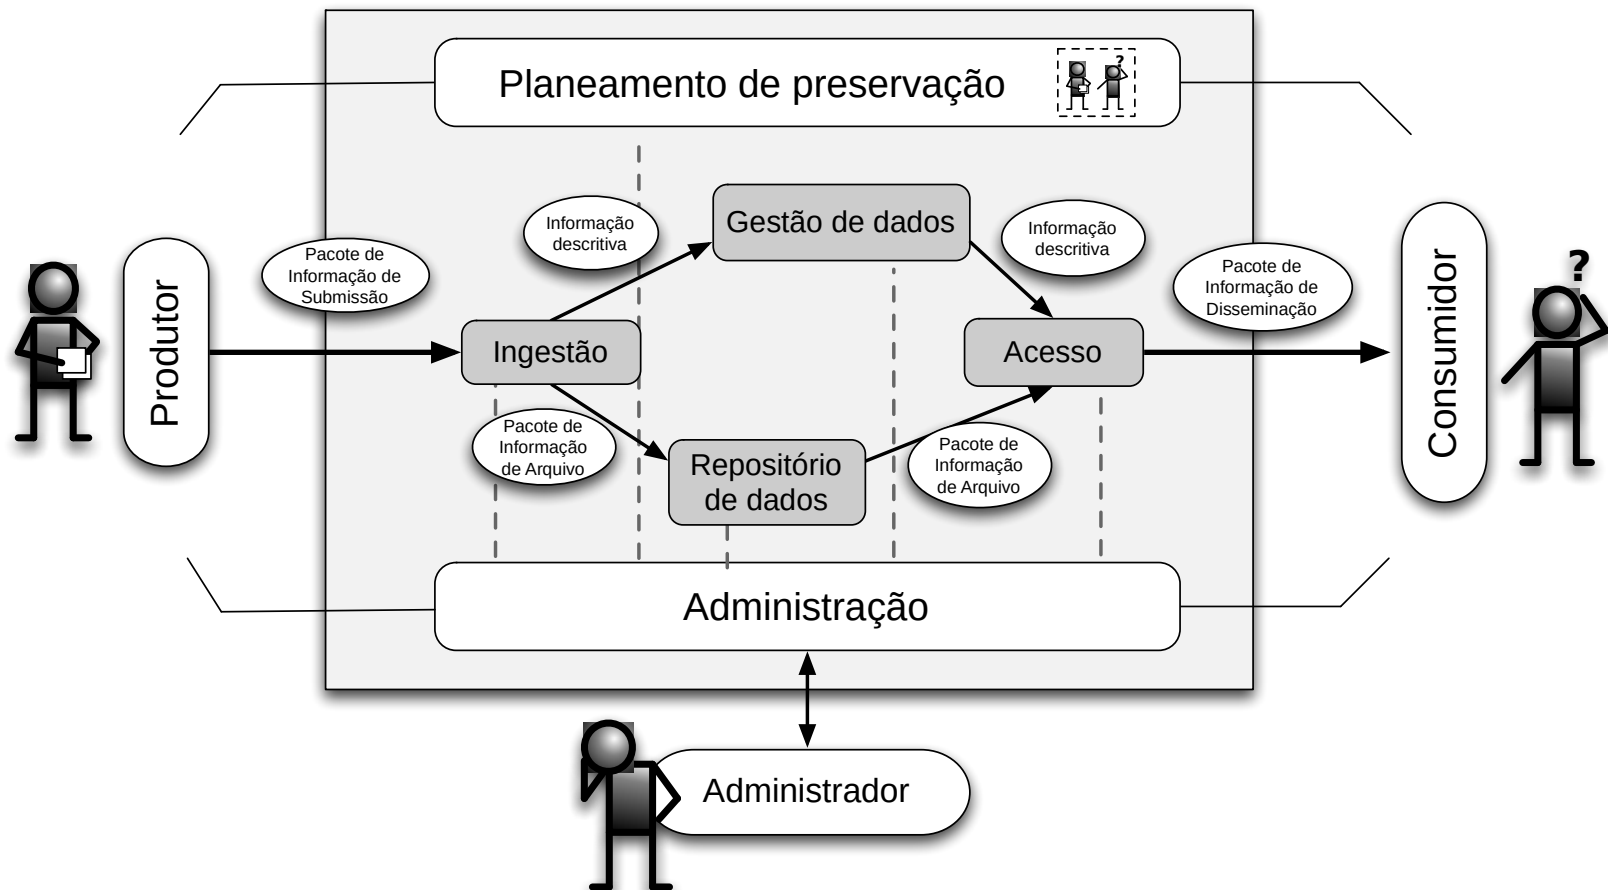 Planeamento de preservação
?
Informação
descritiva
Gestão de dados
Informação
descritiva
Pacote de
Informação de
Submissão
Pacote de
Informação de
Disseminação
?
Produtor
Ingestão
Acesso
Consumidor
Pacote de
Informação
de Arquivo
Repositório
de dados
Pacote de
Informação
de Arquivo
Administração
Administrador